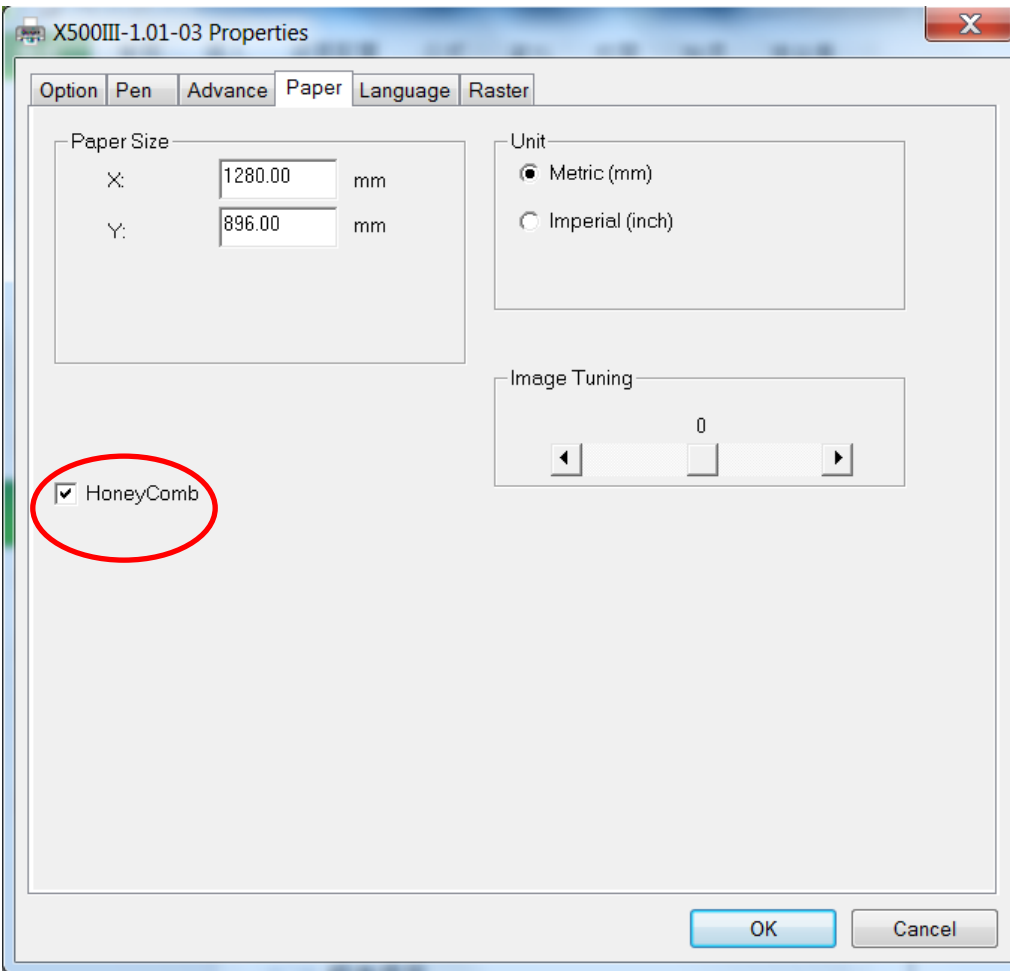 X500III-1.01-03 Properties
Option Pen Advance Paper Language Raster
Paper Size
X: 1280.00 mm
Y: 896.00 mm
Unit
Metric (mm)
Imperial (inch)
Image Tuning
0
HoneyComb
OK Cancel